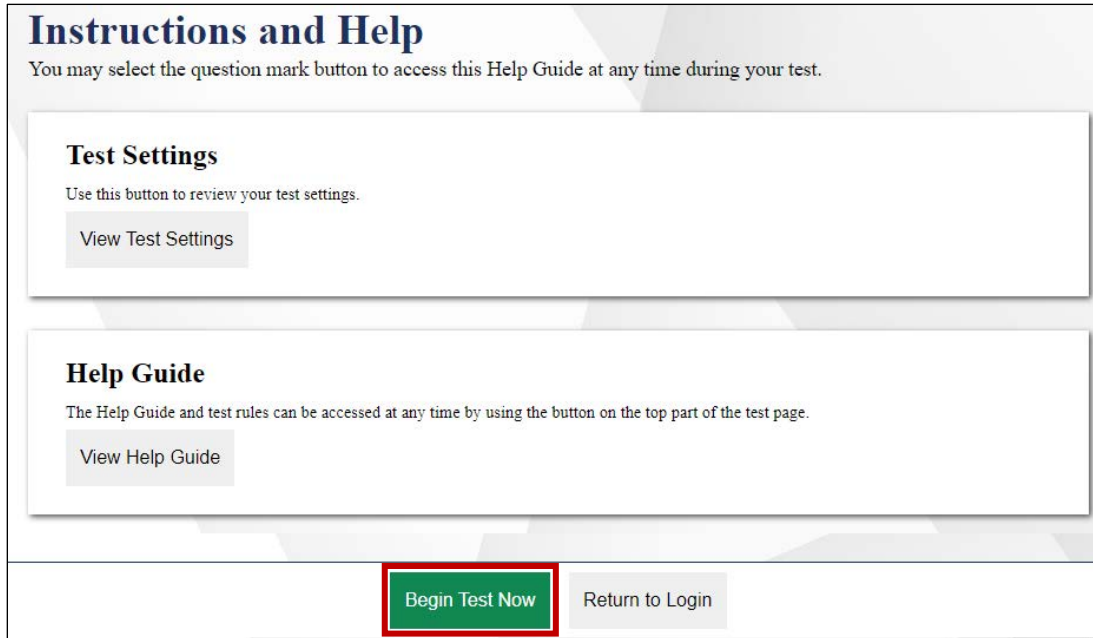 Instructions and Help
You may select the question mark button to access this Help Guide at any time during your test.
Test Settings
Use this button to review your test settings.
View Test Settings
Help Guide
The Help Guide and test rules can be accessed at any time by using the button on the top part of the test page.
View Help Guide
Begin Test Now
Return to Login